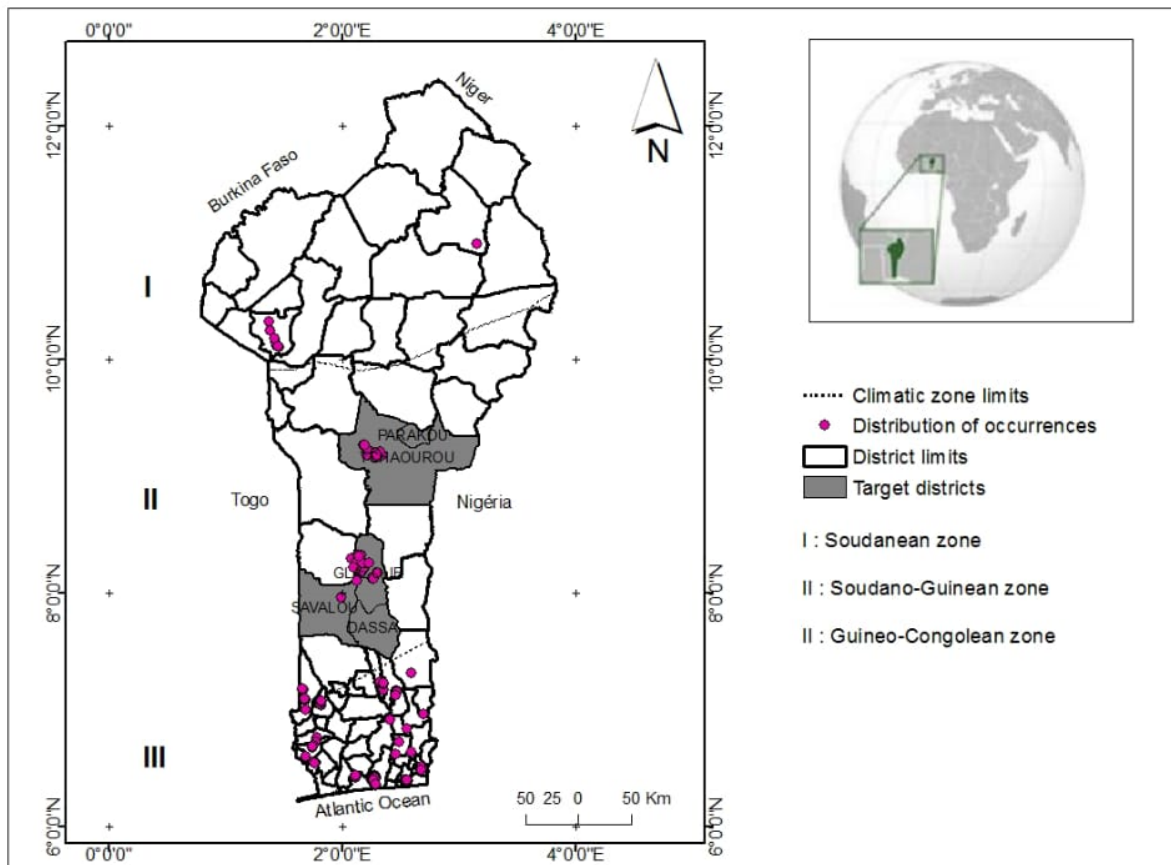 0°0'0" 2°0'0"E 4°0'0"E
12°0'0"N 12°0'0"N
Niger
N
Burkina Faso
I
10°0'0"N 10°0'0"N
PARAKOU
TCHAOUROU
II
Togo
Nigéria
8°0'0"N 8°0'0"N
SAVALOU
DASSA
III
Atlantic Ocean
50 25 0 50 Km
6°0'0"N 6°0'0"N
0°0'0" 2°0'0"E 4°0'0"E
Climatic zone limits
Distribution of occurrences
District limits
Target districts
I : Soudanean zone
II : Soudano-Guinean zone
II : Guineo-Congolean zone